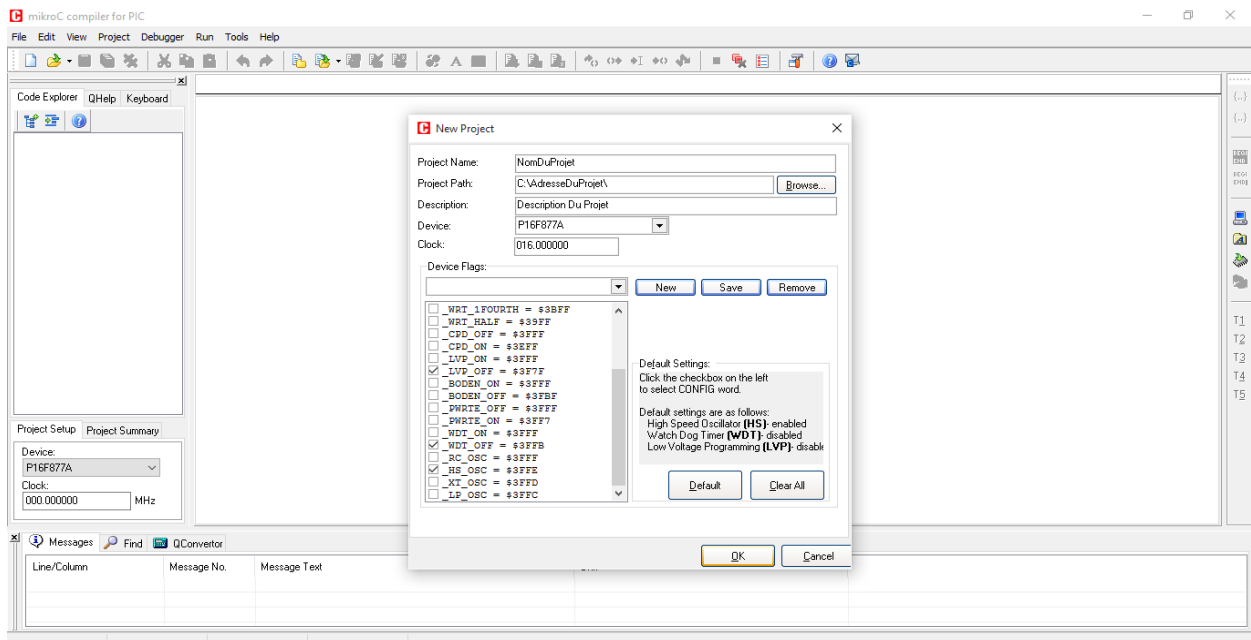 mikroC compiler for PIC
File Edit View Project Debugger Run Tools Help
Code Explorer QHelp Keyboard
New Project
Project Name: NomDuProjet
Project Path: C:\AdresseDuProjet\ Browse...
Description: Description Du Projet
Device: P16F877A
Clock: 016.000000
Device Flags:
New Save Remove
_WRT_1FOURTH = $3BFF
_WRT_HALF = $39FF
_CPD_OFF = $3FFF
_CPD_ON = $3EFF
_LVP_ON = $3FFF
_LVP_OFF = $3F7F
_BODEN_ON = $3FFF
_BODEN_OFF = $3FBF
_PWRTE_OFF = $3FFF
_PWRTE_ON = $3FF7
_WDT_ON = $3FFF
_WDT_OFF = $3FFB
_RC_OSC = $3FFF
_HS_OSC = $3FFE
_XT_OSC = $3FFD
_LP_OSC = $3FFC
Default Settings:
Click the checkbox on the left
to select CONFIG word.
Default settings are as follows:
High Speed Oscillator (HS)- enabled
Watch Dog Timer (WDT)- disabled
Low Voltage Programming (LVP)- disable
Default Clear All
OK Cancel
Project Setup Project Summary
Device:
P16F877A
Clock:
000.000000 MHz
Messages Find QConvertor
Line/Column Message No. Message Text
{..}
{..}
BEGI
END
BEGI
END
T1
T2
T3
T4
T5